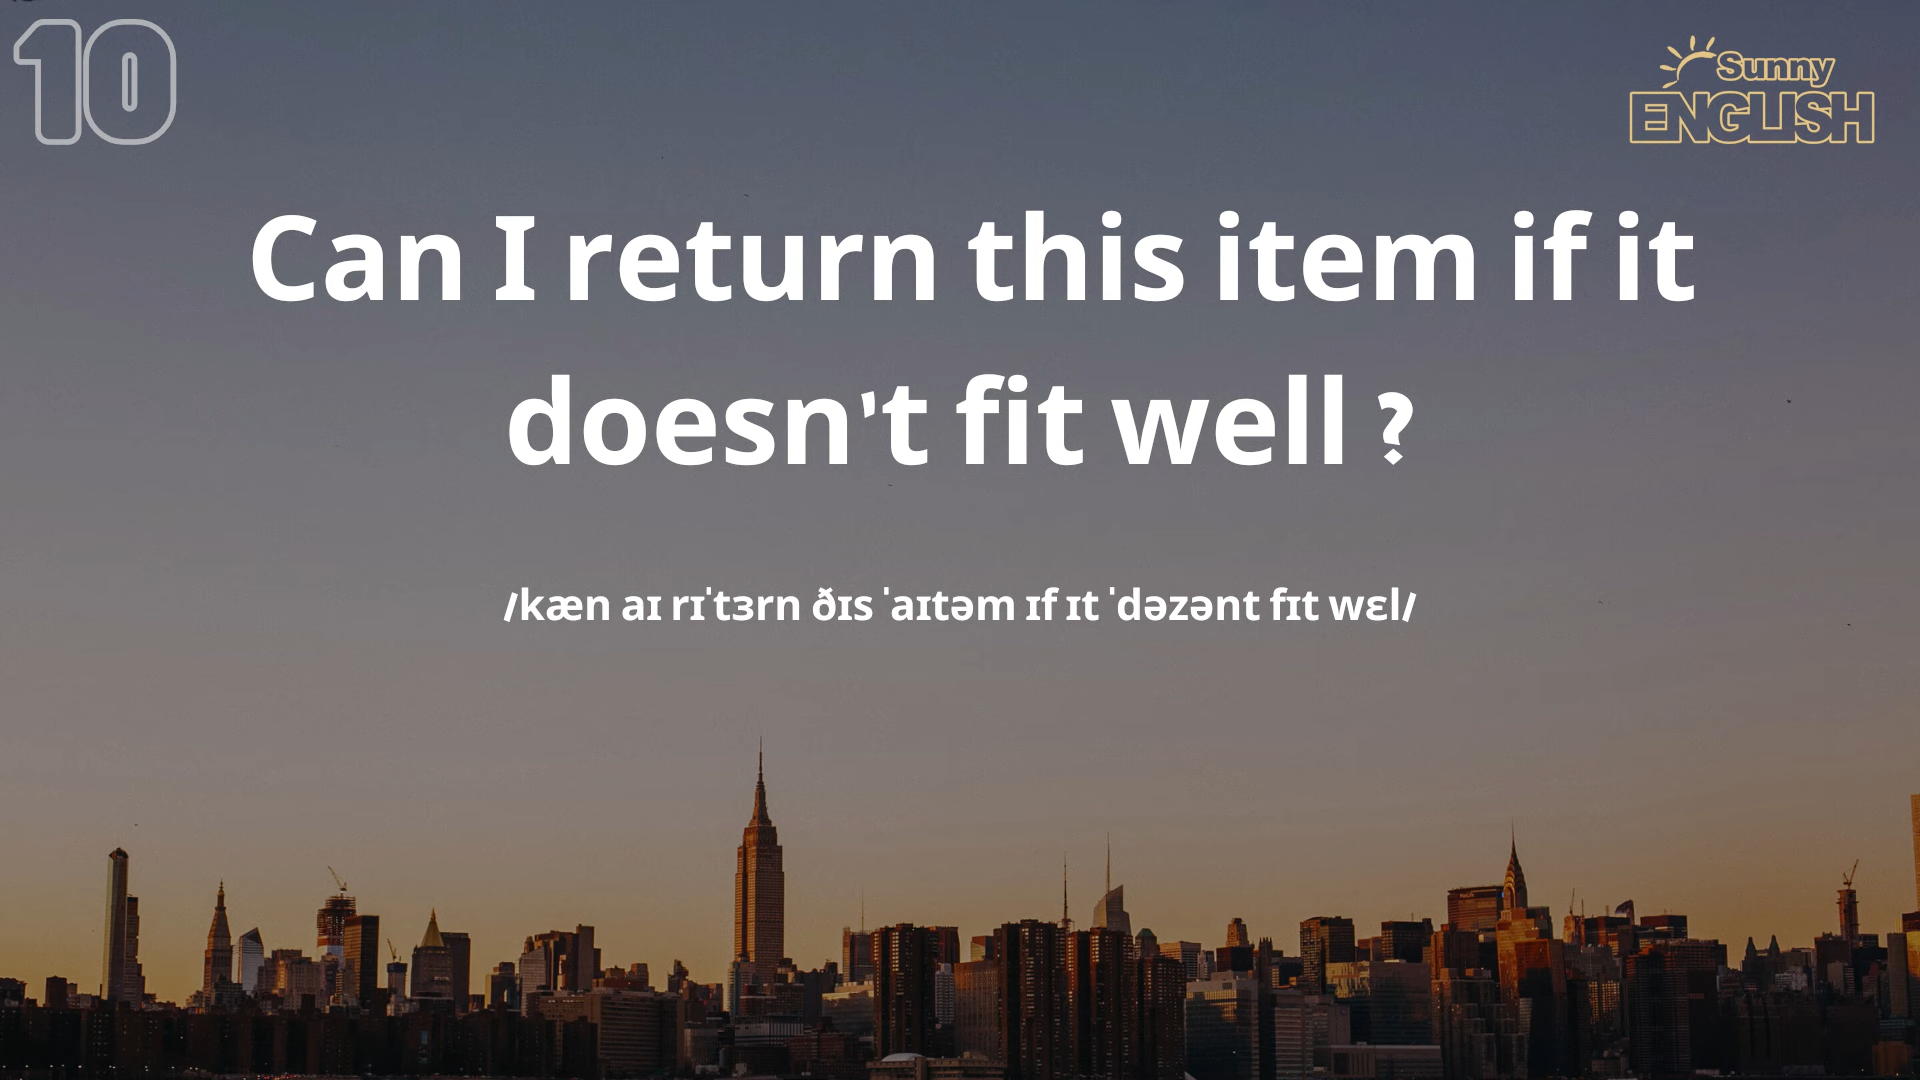 10
Sunny
ENGLISH
Can I return this item if it
doesn't fit well ?
/kæn aɪ rɪˈtɜrn ðɪs ˈaɪtəm ɪf ɪt ˈdəzənt fɪt wɛl/